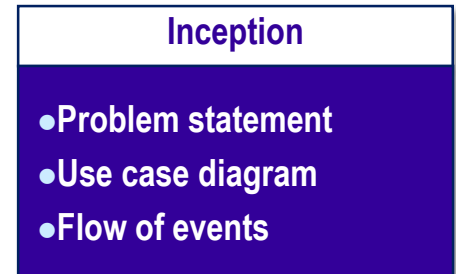 Inception
●Problem statement
●Use case diagram
●Flow of events